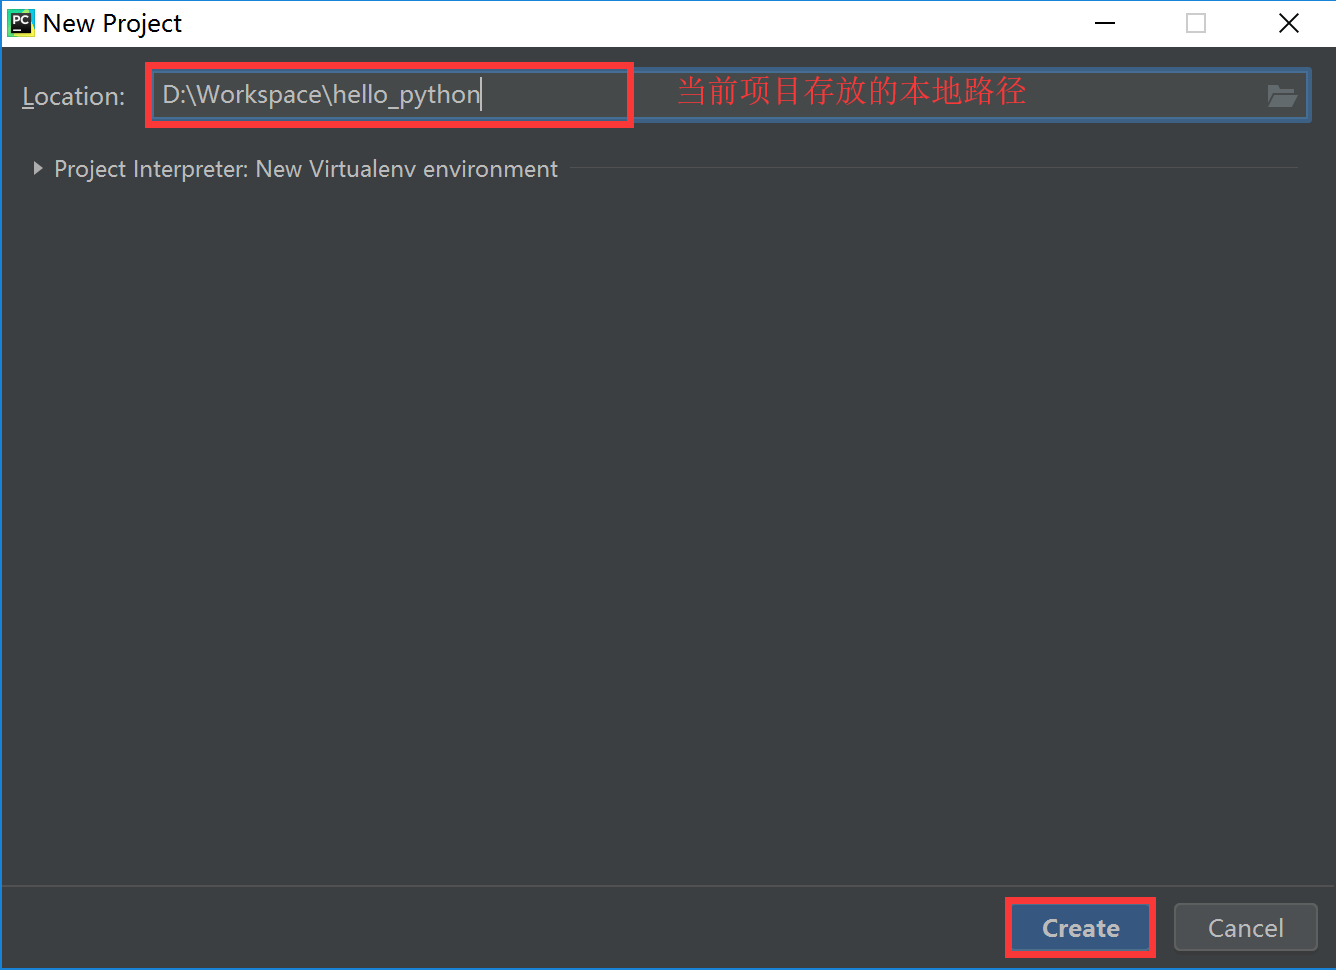 PC New Project
Location: D:\Workspace\hello_python 当前项目存放的本地路径
Project Interpreter: New Virtualenv environment
Create Cancel